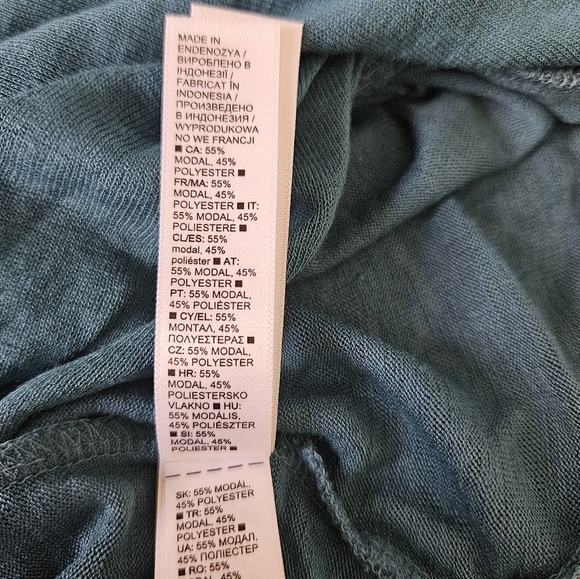 MADE IN
ENDENOZYA /
ВИРОБЛЕНО В
ІНДОНЕЗІЇ /
FABRICAT ÎN
INDONESIA /
ПРОИЗВЕДЕНО
В ИНДОНЕЗИЯ /
WYPRODUKOWA
NO WE FRANCJI
■ CA: 55%
MODAL, 45%
POLYESTER ■
FR/MA: 55%
MODAL, 45%
POLYESTER ■ IT:
55% MODAL, 45%
POLIESTERE ■
CL/ES: 55%
modal, 45%
poliéster ■ AT:
55% MODAL, 45%
POLYESTER ■
PT: 55% MODAL,
45% POLIÉSTER
■ CY/EL: 55%
ΜΟΝΤΑΛ, 45%
ΠΟΛΥΕΣΤΕΡΑΣ ■
CZ: 55% MODAL,
45% POLYESTER
■ HR: 55%
MODAL, 45%
POLIESTERSKO
VLAKNO ■ HU:
55% MODÁLIS,
45% POLIÉSZTER
■ SI: 55%
MODAL, 45%
POLIESTER ■
SK: 55% MODAL,
45% POLYESTER
■ TR: 55%
MODAL, 45%
POLYESTER ■
UA: 55% МОДАЛ,
45% ПОЛІЕСТЕР
■ RO: 55%
MODAL, 45%